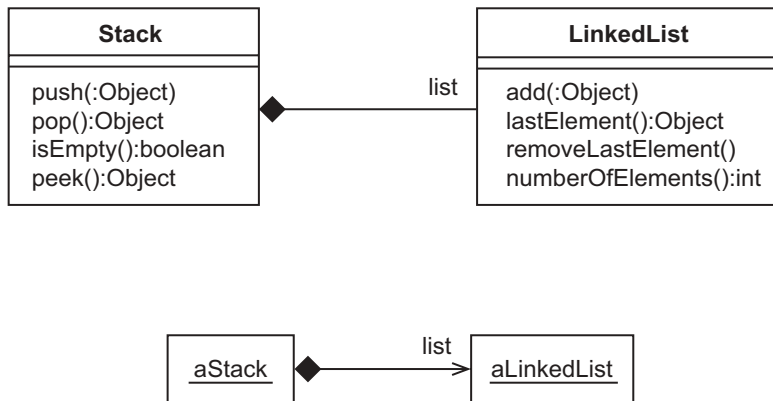 Stack
push(:Object)
pop():Object
isEmpty():boolean
peek():Object
list
LinkedList
add(:Object)
lastElement():Object
removeLastElement()
numberOfElements():int
aStack
list
aLinkedList